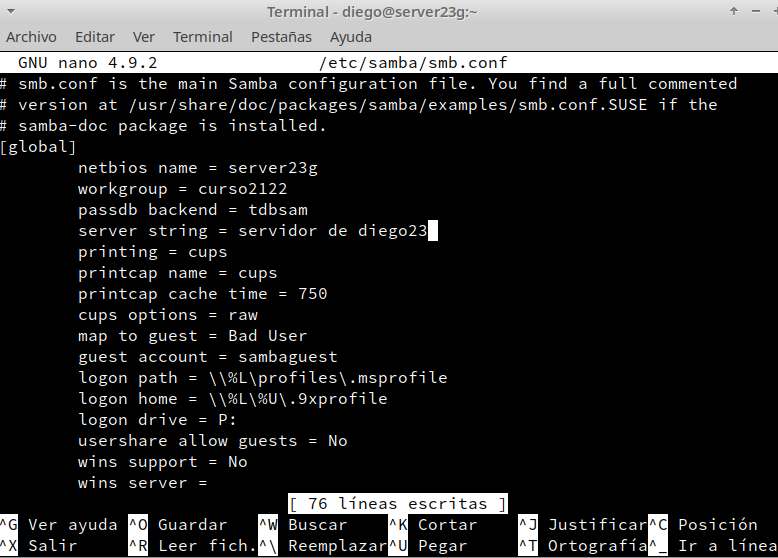 Terminal - diego@server23g:~
Archivo Editar Ver Terminal Pestañas Ayuda
GNU nano 4.9.2 /etc/samba/smb.conf
# smb.conf is the main Samba configuration file. You find a full commented
# version at /usr/share/doc/packages/samba/examples/smb.conf.SUSE if the
# samba-doc package is installed.
[global]
netbios name = server23g
workgroup = curso2122
passdb backend = tdbsam
server string = servidor de diego23
printing = cups
printcap name = cups
printcap cache time = 750
cups options = raw
map to guest = Bad User
guest account = sambaguest
logon path = \\%L\profiles\.msprofile
logon home = \\%L\%U\.9xprofile
logon drive = P:
usershare allow guests = No
wins support = No
wins server =
[ 76 líneas escritas ]
^G Ver ayuda ^O Guardar ^W Buscar ^K Cortar ^J Justificar ^C Posición
^X Salir ^R Leer fich. ^\ Reemplazar ^U Pegar ^T Ortografía ^_ Ir a línea